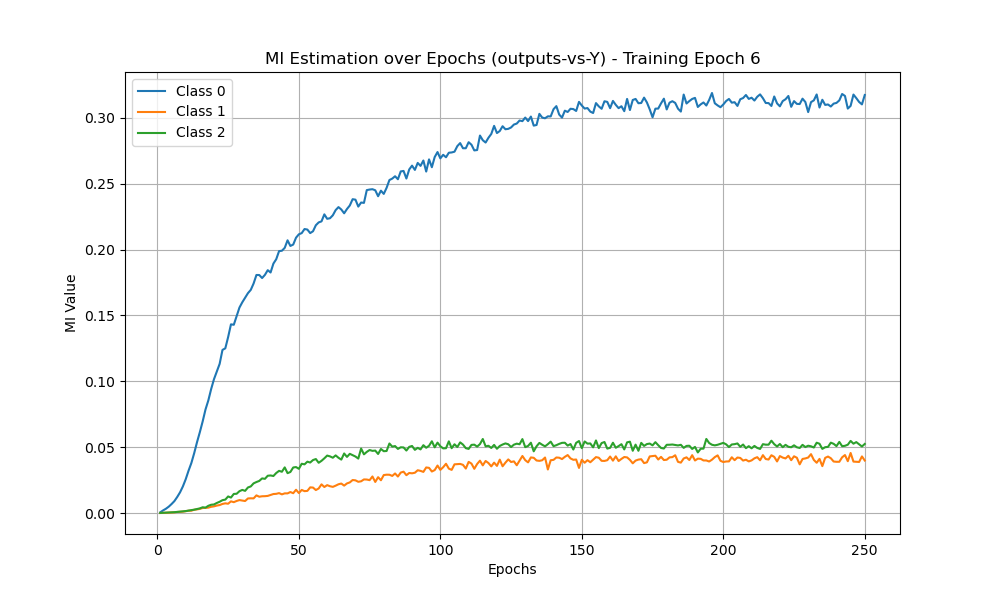 MI Estimation over Epochs (outputs-vs-Y) - Training Epoch 6
Class 0
Class 1
Class 2
MI Value
0.30
0.25
0.20
0.15
0.10
0.05
0.00
0 50 100 150 200 250
Epochs